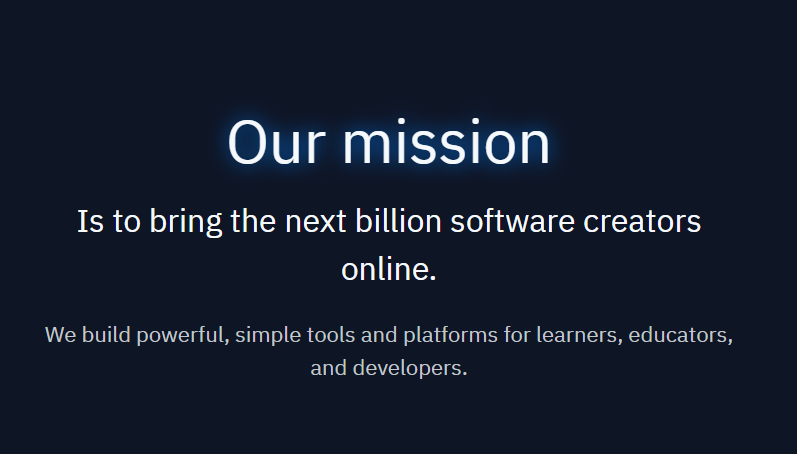 Our mission
Is to bring the next billion software creators
online.
We build powerful, simple tools and platforms for learners, educators,
and developers.